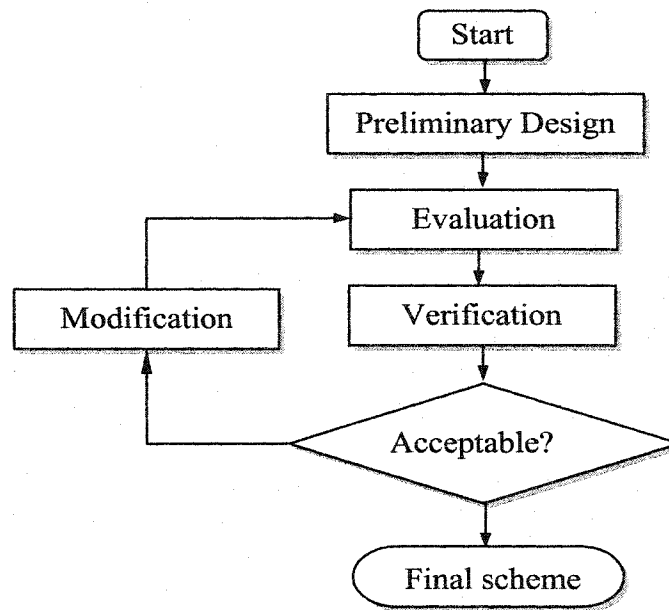 Start
Preliminary Design
Evaluation
Modification
Verification
Acceptable?
Final scheme